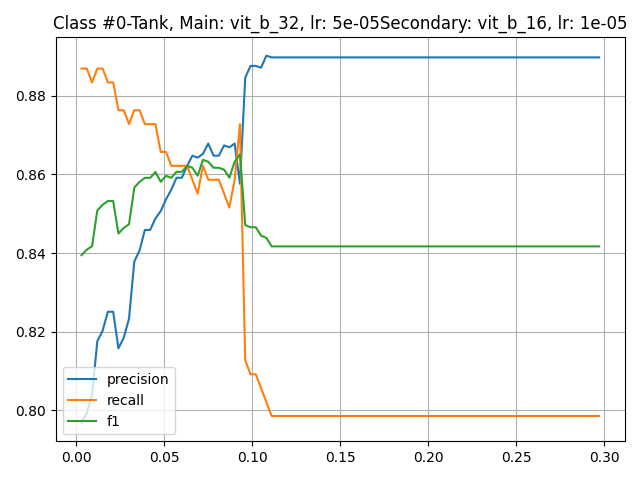 Class #0-Tank, Main: vit_b_32, lr: 5e-05Secondary: vit_b_16, lr: 1e-05
0.88
0.86
0.84
0.82
0.80
precision
recall
f1
0.00 0.05 0.10 0.15 0.20 0.25 0.30